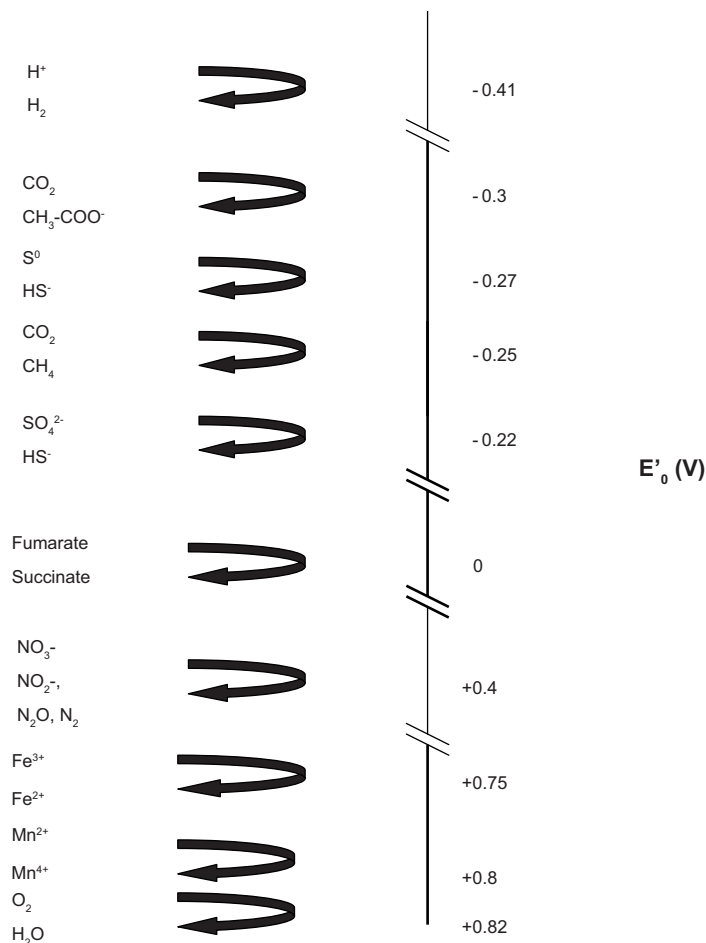 H⁺
H₂
- 0.41
CO₂
CH₃-COO⁻
- 0.3
S⁰
HS⁻
- 0.27
CO₂
CH₄
- 0.25
SO₄²⁻
HS⁻
- 0.22
E'₀ (V)
Fumarate
Succinate
0
NO₃-
NO₂-,
N₂O, N₂
+0.4
Fe³⁺
Fe²⁺
+0.75
Mn²⁺
Mn⁴⁺
+0.8
O₂
H₂O
+0.82